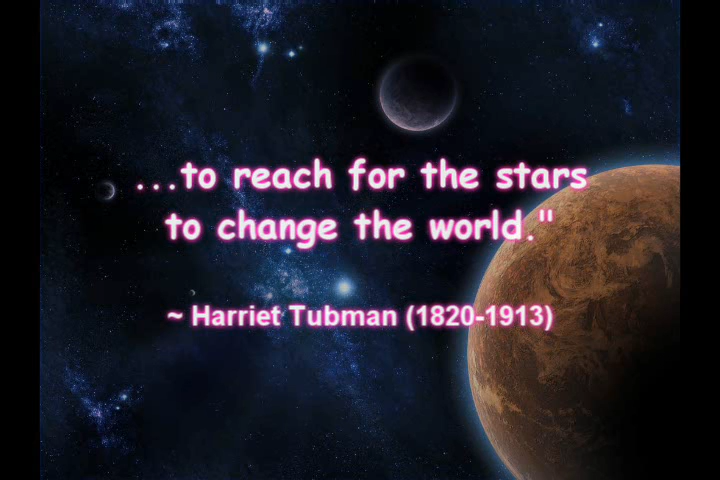 ...to reach for the stars
to change the world."
~ Harriet Tubman (1820-1913)